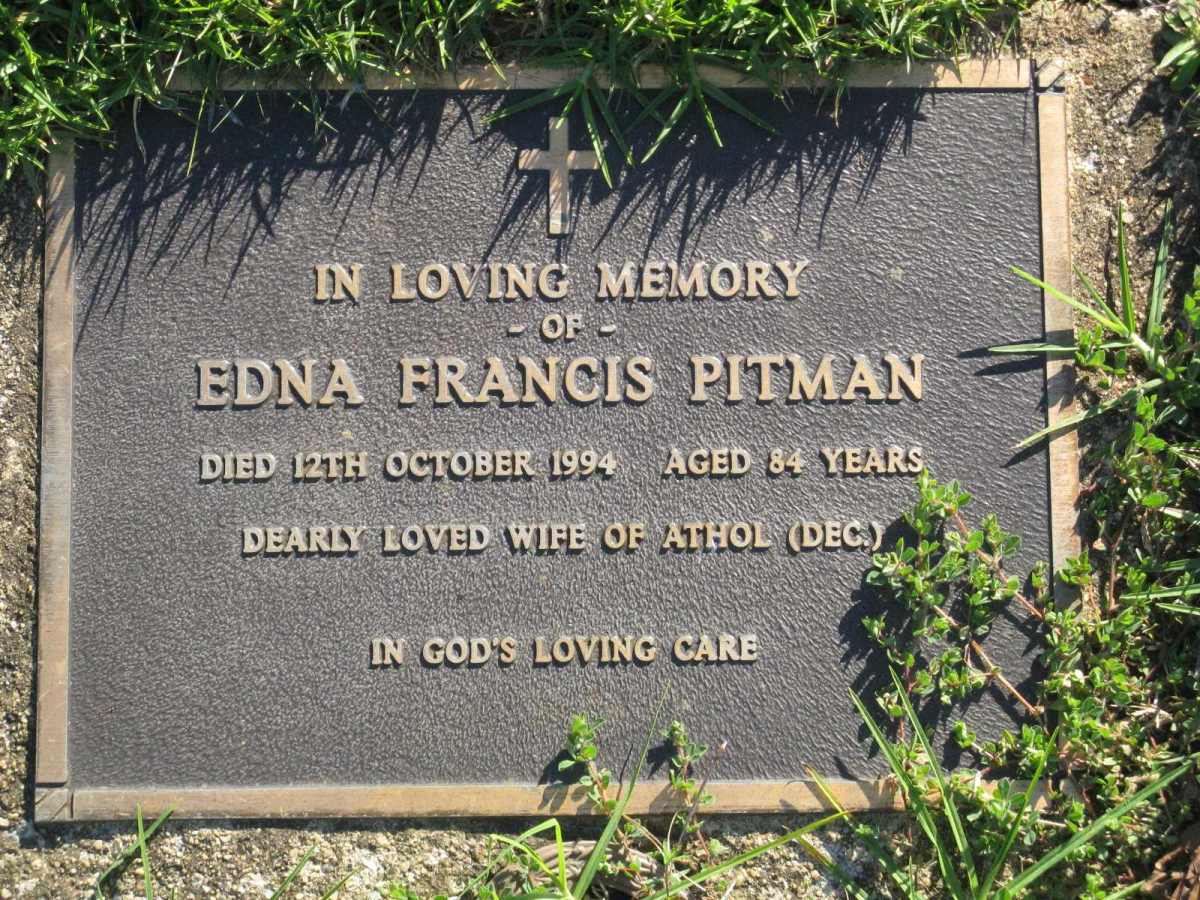 IN LOVING MEMORY
- OF -
EDNA FRANCIS PITMAN
DIED 12TH OCTOBER 1994 AGED 84 YEARS
DEARLY LOVED WIFE OF ATHOL (DEC.)
IN GOD'S LOVING CARE